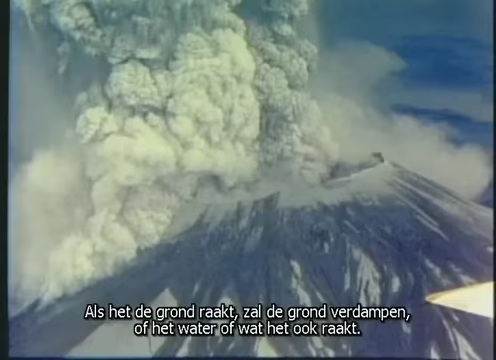 Als het de grond raakt, zal de grond verdampen,
of het water of wat het ook raakt.